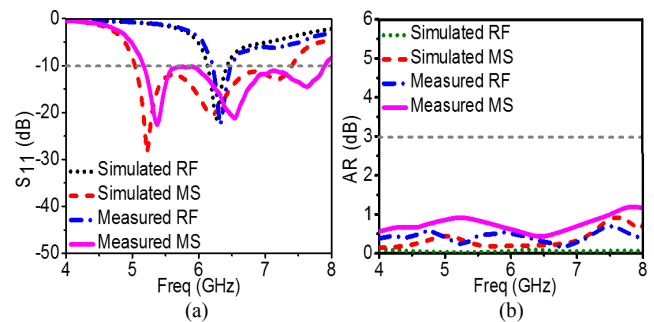 0
-10
-20
-30
-40
-50
S11 (dB)
Simulated RF
Simulated MS
Measured RF
Measured MS
4 5 6 7 8
Freq (GHz)
(a)
6
5
4
3
2
1
0
AR (dB)
Simulated RF
Simulated MS
Measured RF
Measured MS
4 5 6 7 8
Freq (GHz)
(b)